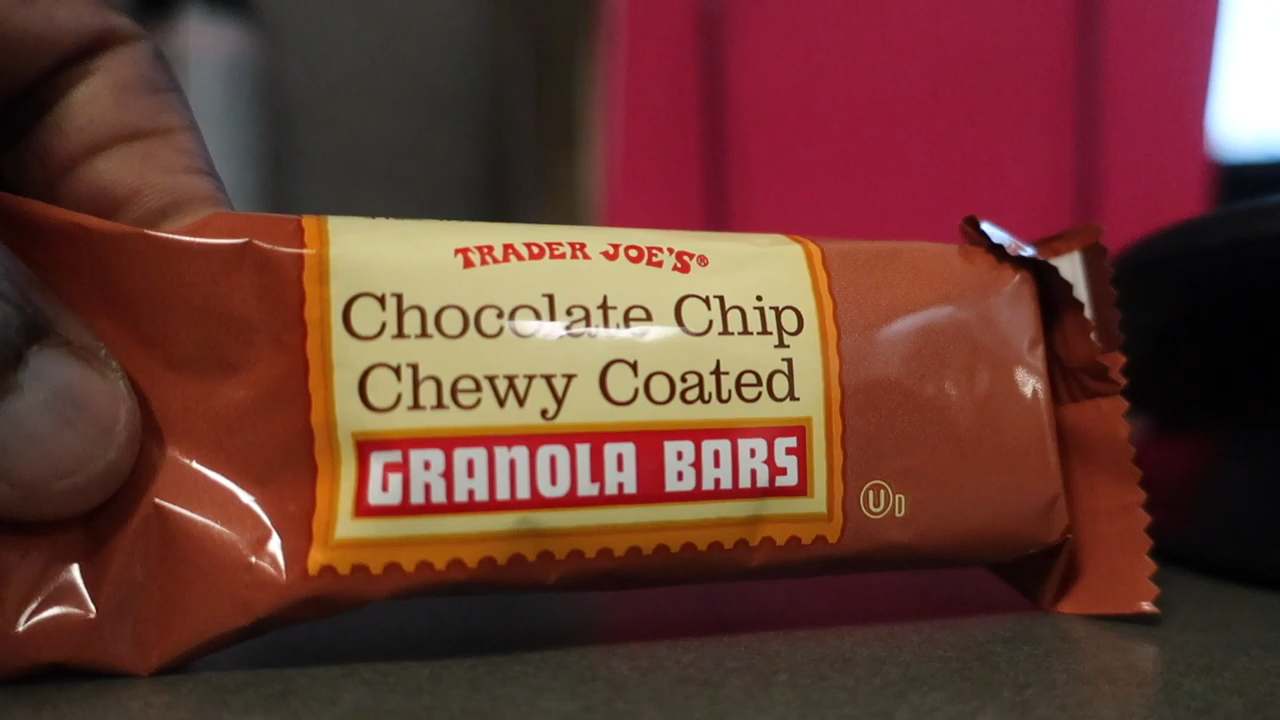 TRADER JOE'S®
Chocolate Chip
Chewy Coated
GRANOLA BARS
U D